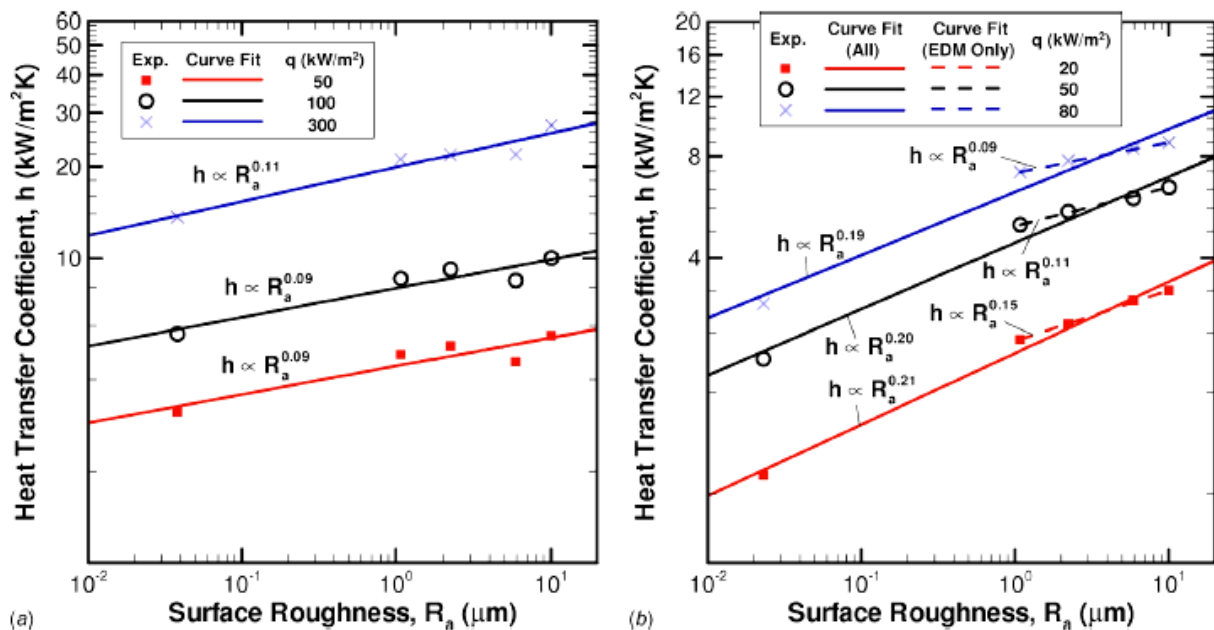 Exp. Curve Fit q (kW/m²)
50
100
300
Heat Transfer Coefficient, h (kW/m²K)
60
50
40
30
20
10
h ∝ Rₐ^0.11
h ∝ Rₐ^0.09
h ∝ Rₐ^0.09
10⁻² 10⁻¹ 10⁰ 10¹
Surface Roughness, Rₐ (μm)
(a)
Exp. Curve Fit (All) Curve Fit (EDM Only) q (kW/m²)
20
50
80
Heat Transfer Coefficient, h (kW/m²K)
20
16
12
8
4
h ∝ Rₐ^0.09
h ∝ Rₐ^0.19
h ∝ Rₐ^0.11
h ∝ Rₐ^0.15
h ∝ Rₐ^0.20
h ∝ Rₐ^0.21
10⁻² 10⁻¹ 10⁰ 10¹
Surface Roughness, Rₐ (μm)
(b)